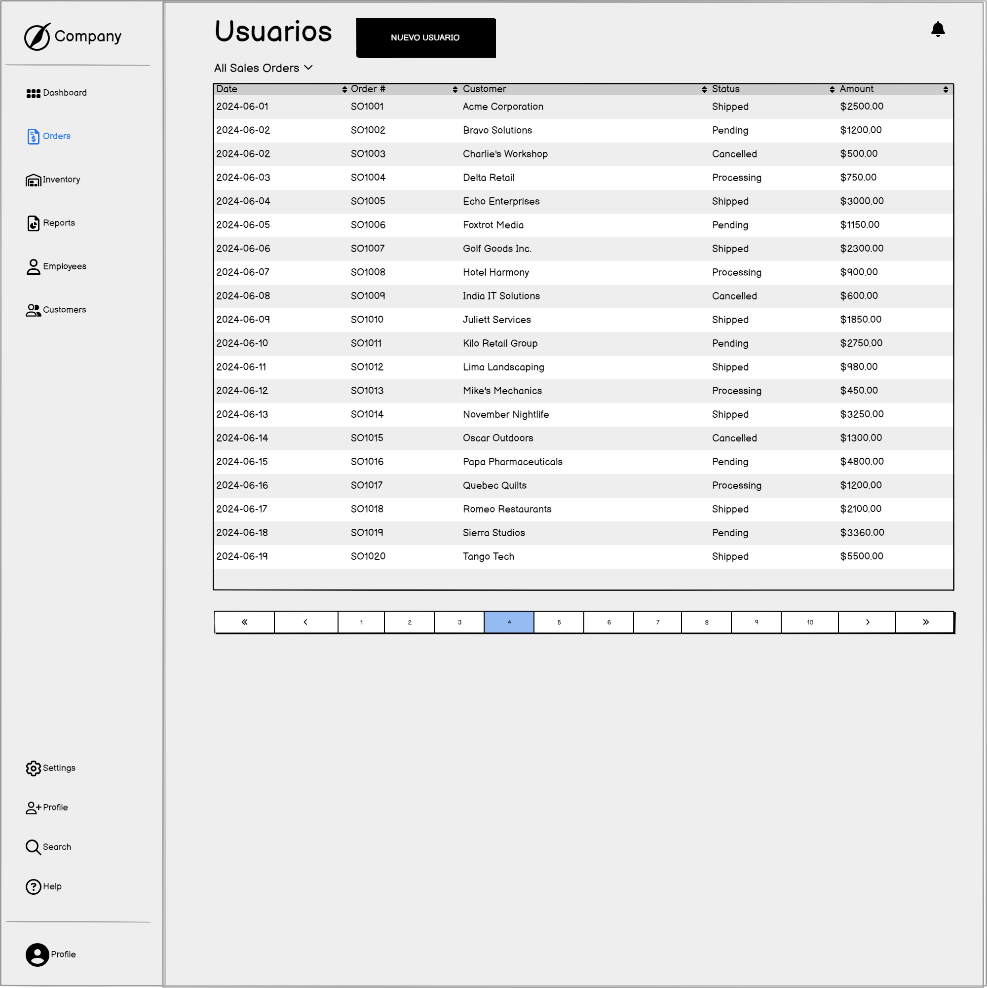 Company
Dashboard
Orders
Inventory
Reports
Employees
Customers
Settings
Profile
Search
Help
Profile
Usuarios
NUEVO USUARIO
All Sales Orders
Date Order # Customer Status Amount
2024-06-01 SO1001 Acme Corporation Shipped $2500.00
2024-06-02 SO1002 Bravo Solutions Pending $1200.00
2024-06-02 SO1003 Charlie's Workshop Cancelled $500.00
2024-06-03 SO1004 Delta Retail Processing $750.00
2024-06-04 SO1005 Echo Enterprises Shipped $3000.00
2024-06-05 SO1006 Foxtrot Media Pending $1150.00
2024-06-06 SO1007 Golf Goods Inc. Shipped $2300.00
2024-06-07 SO1008 Hotel Harmony Processing $900.00
2024-06-08 SO1009 India IT Solutions Cancelled $600.00
2024-06-09 SO1010 Juliett Services Shipped $1850.00
2024-06-10 SO1011 Kilo Retail Group Pending $2750.00
2024-06-11 SO1012 Lima Landscaping Shipped $980.00
2024-06-12 SO1013 Mike's Mechanics Processing $450.00
2024-06-13 SO1014 November Nightlife Shipped $3250.00
2024-06-14 SO1015 Oscar Outdoors Cancelled $1300.00
2024-06-15 SO1016 Papa Pharmaceuticals Pending $4800.00
2024-06-16 SO1017 Quebec Quilts Processing $1200.00
2024-06-17 SO1018 Romeo Restaurants Shipped $2100.00
2024-06-18 SO1019 Sierra Studios Pending $3360.00
2024-06-19 SO1020 Tango Tech Shipped $5500.00
« ‹ 1 2 3 4 5 6 7 8 9 10 › »